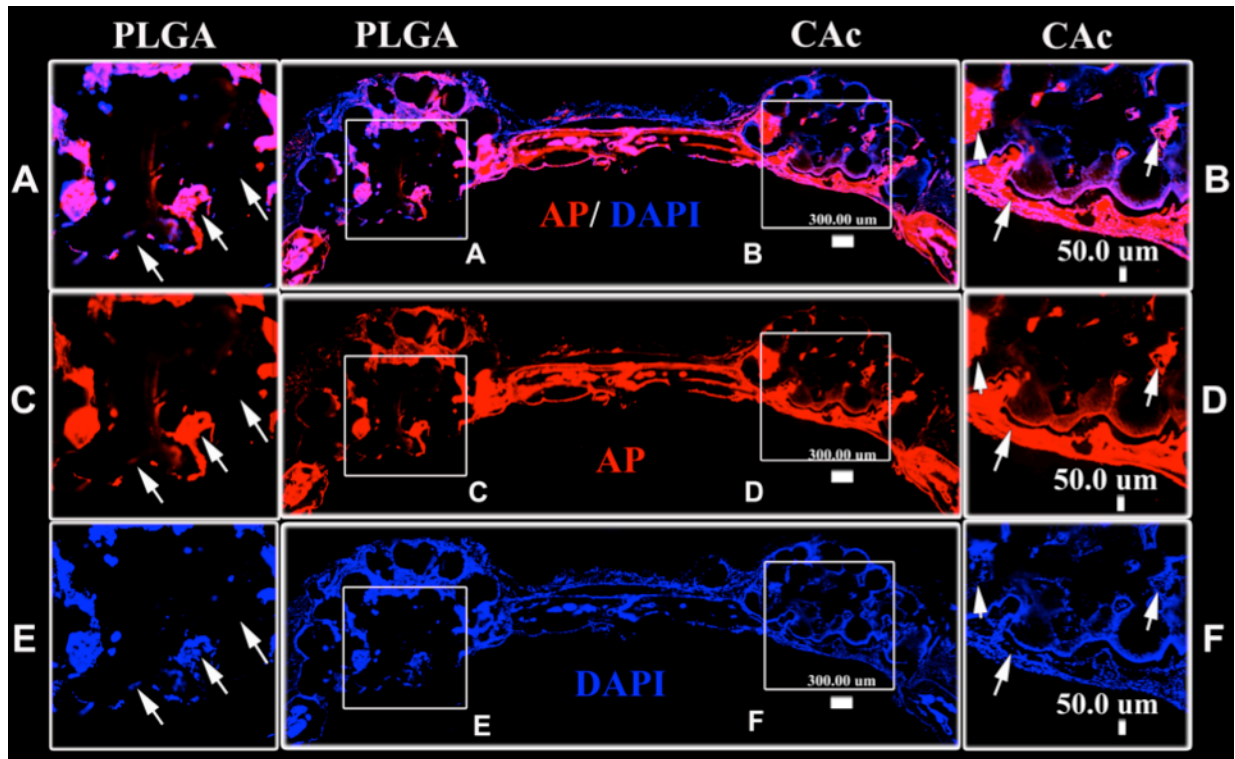 PLGA PLGA CAc CAc
A AP/ DAPI 300.00 um A B 50.0 um B
C AP 300.00 um C D 50.0 um D
E DAPI 300.00 um E F 50.0 um F